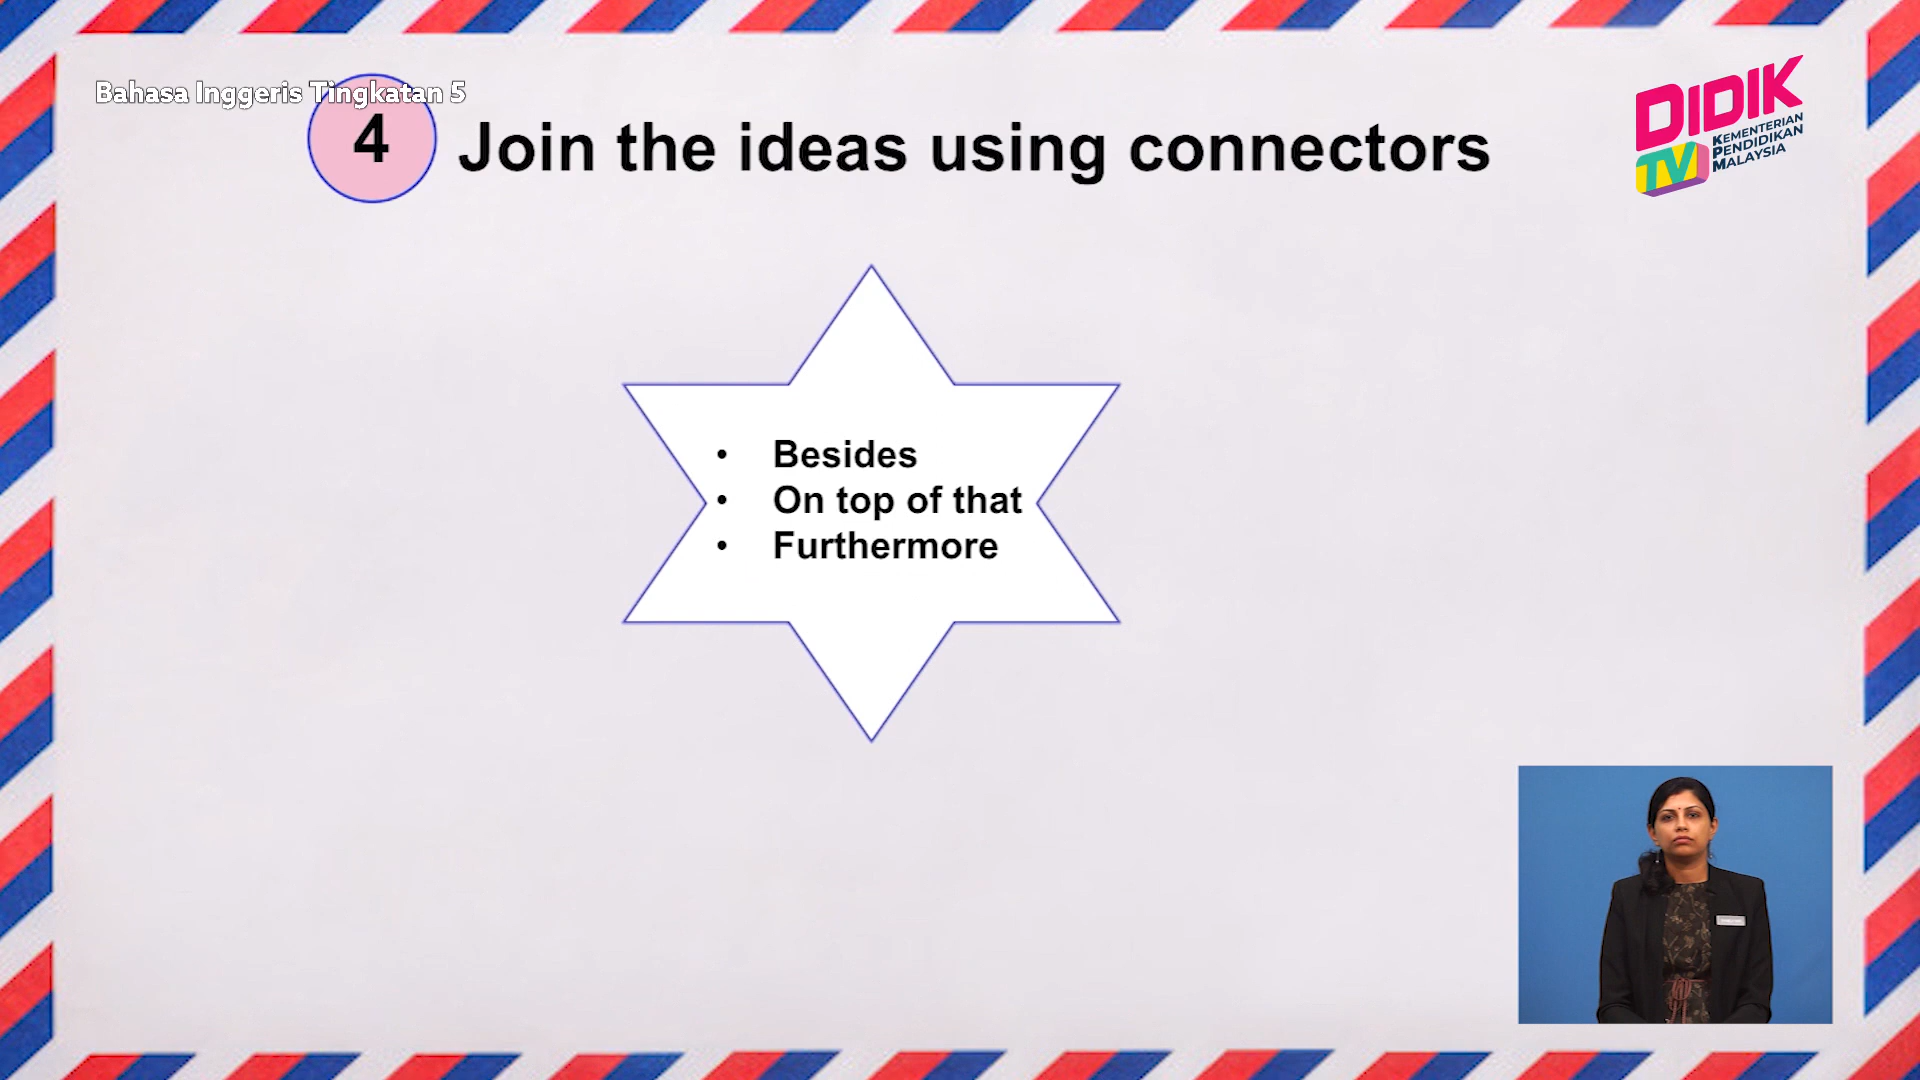 Bahasa Inggeris Tingkatan 5
4 Join the ideas using connectors
DIDIK
TV
KEMENTERIAN
PENDIDIKAN
MALAYSIA
• Besides
• On top of that
• Furthermore